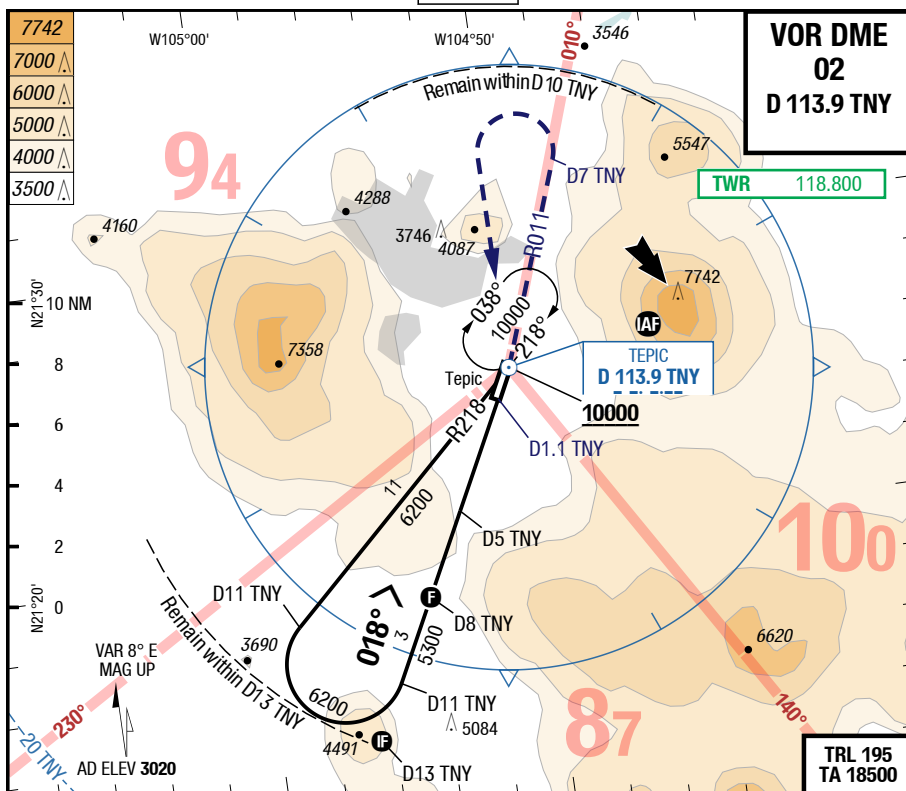 7742
7000
6000
5000
4000
3500
W105°00'
W104°50'
010°
3546
VOR DME
02
D 113.9 TNY
Remain within D10 TNY
5547
94
D7 TNY
TWR 118.800
4288
4160
3746
4087
R011
7742
N21°30'
10 NM
038°
10000
218°
IAF
7358
8
TEPIC
D 113.9 TNY
Tepic
10000
R218
6
D1.1 TNY
4
11
6200
100
D5 TNY
2
D11 TNY
F
D8 TNY
N21°20'
0
018°
3
5300
6620
VAR 8° E
MAG UP
3690
Remain within D13 TNY
6200
D11 TNY
5084
87
140°
230°
4491
IF
D13 TNY
20 TNY
AD ELEV 3020
TRL 195
TA 18500